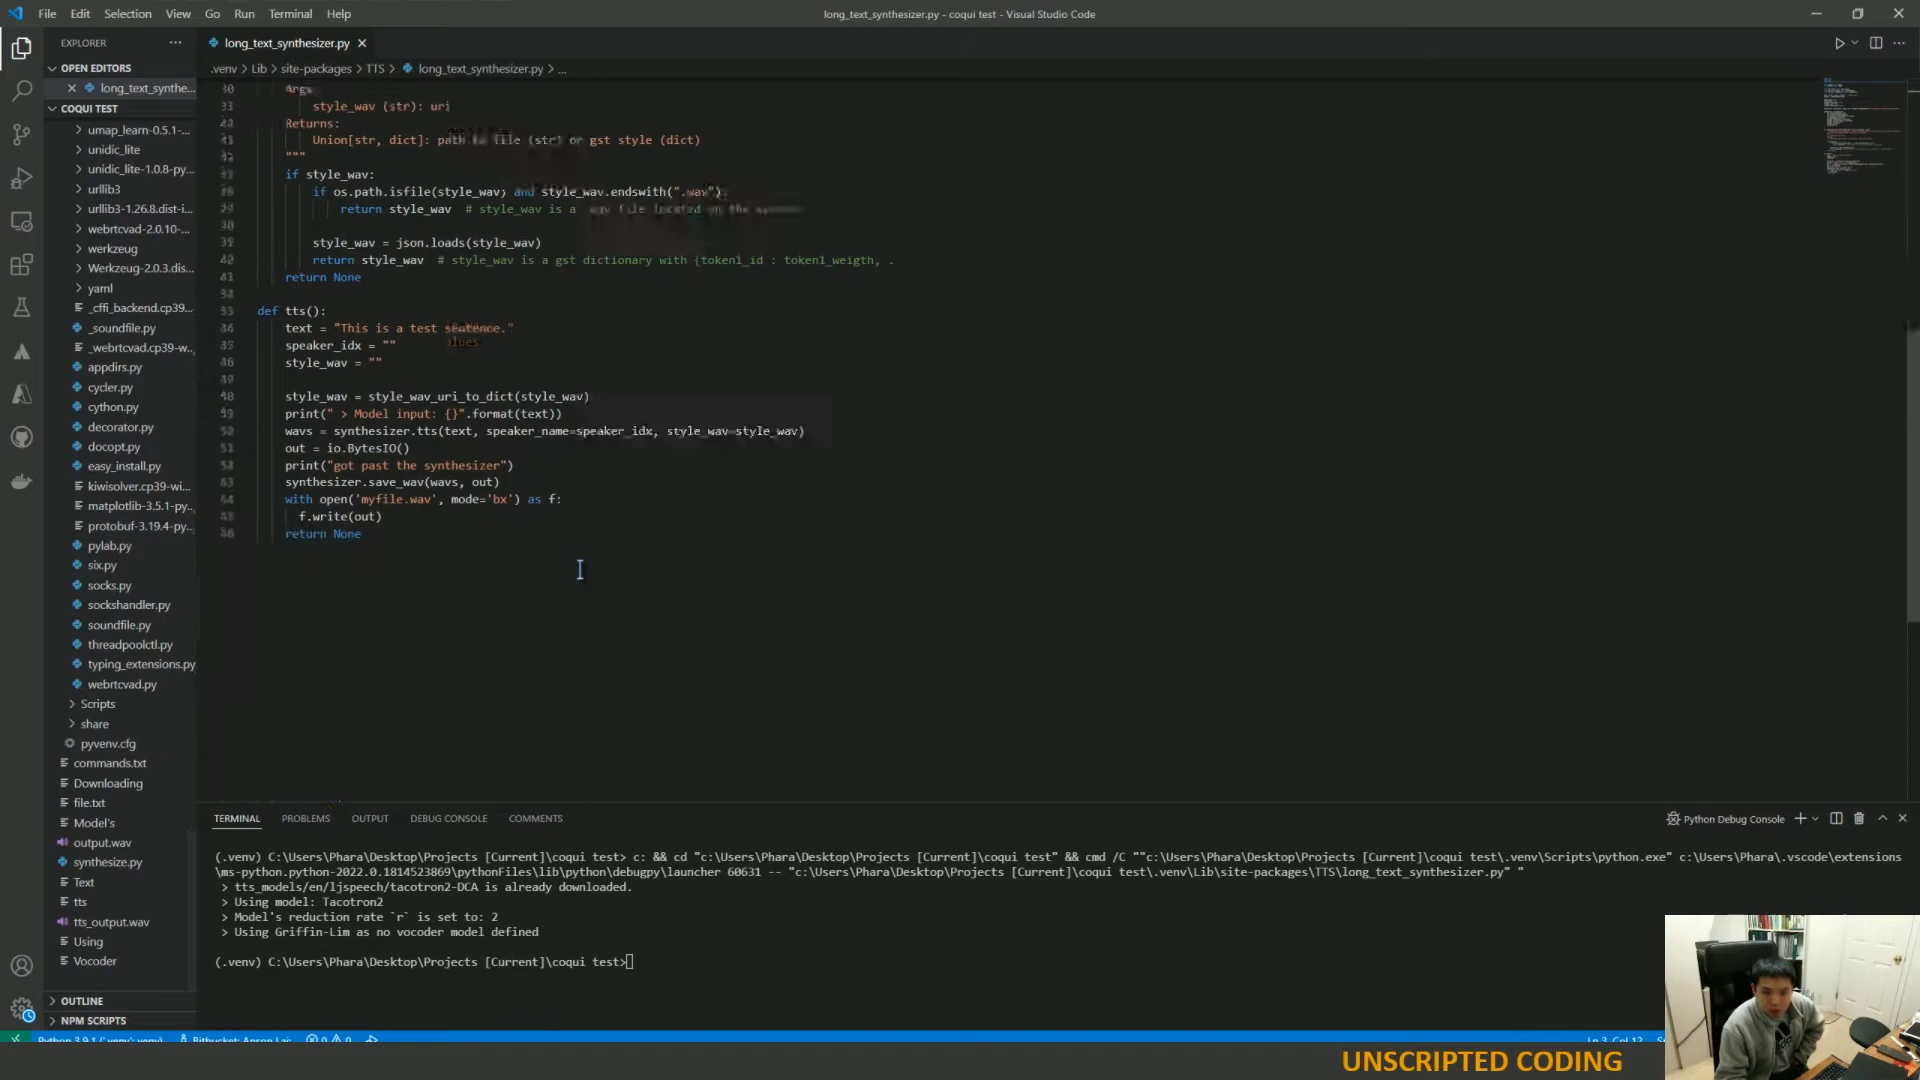 File Edit Selection View Go Run Terminal Help
long_text_synthesizer.py - coqui test - Visual Studio Code
EXPLORER
OPEN EDITORS
long_text_synthe...
COQUI TEST
umap_learn-0.5.1-...
unidic_lite
unidic_lite-1.0.8-py...
urllib3
urllib3-1.26.8.dist-i...
webrtcvad-2.0.10-...
werkzeug
Werkzeug-2.0.3.dis...
yaml
_cffi_backend.cp39...
_soundfile.py
_webrtcvad.cp39-w...
appdirs.py
cycler.py
cython.py
decorator.py
docopt.py
easy_install.py
kiwisolver.cp39-wi...
matplotlib-3.5.1-py...
protobuf-3.19.4-py...
pylab.py
six.py
socks.py
sockshandler.py
soundfile.py
threadpoolctl.py
typing_extensions.py
webrtcvad.py
Scripts
share
pyvenv.cfg
commands.txt
Downloading
file.txt
Model's
output.wav
synthesize.py
Text
tts
tts_output.wav
Using
Vocoder
OUTLINE
NPM SCRIPTS
long_text_synthesizer.py
.venv > Lib > site-packages > TTS > long_text_synthesizer.py > ...
style_wav (str): uri
Returns:
Union[str, dict]: path to file (str) or gst style (dict)
"""
if style_wav:
if os.path.isfile(style_wav) and style_wav.endswith(".wav"):
return style_wav # style_wav is a .wav file located on the
style_wav = json.loads(style_wav)
return style_wav # style_wav is a gst dictionary with {token1_id : token1_weigth, .
return None
def tts():
text = "This is a test sentence."
speaker_idx = ""
style_wav = ""
style_wav = style_wav_uri_to_dict(style_wav)
print(" > Model input: {}".format(text))
wavs = synthesizer.tts(text, speaker_name=speaker_idx, style_wav=style_wav)
out = io.BytesIO()
print("got past the synthesizer")
synthesizer.save_wav(wavs, out)
with open('myfile.wav', mode='bx') as f:
f.write(out)
return None
TERMINAL PROBLEMS OUTPUT DEBUG CONSOLE COMMENTS
Python Debug Console
(.venv) C:\Users\Phara\Desktop\Projects [Current]\coqui test> c: && cd "c:\Users\Phara\Desktop\Projects [Current]\coqui test" && cmd /C ""c:\Users\Phara\Desktop\Projects [Current]\coqui test\.venv\Scripts\python.exe" c:\Users\Phara\.vscode\extensions
\ms-python.python-2022.0.1814523869\pythonFiles\lib\python\debugpy\launcher 60631 -- "c:\Users\Phara\Desktop\Projects [Current]\coqui test\.venv\Lib\site-packages\TTS\long_text_synthesizer.py" "
> tts_models/en/ljspeech/tacotron2-DCA is already downloaded.
> Using model: Tacotron2
> Model's reduction rate `r` is set to: 2
> Using Griffin-Lim as no vocoder model defined
(.venv) C:\Users\Phara\Desktop\Projects [Current]\coqui test>
UNSCRIPTED CODING